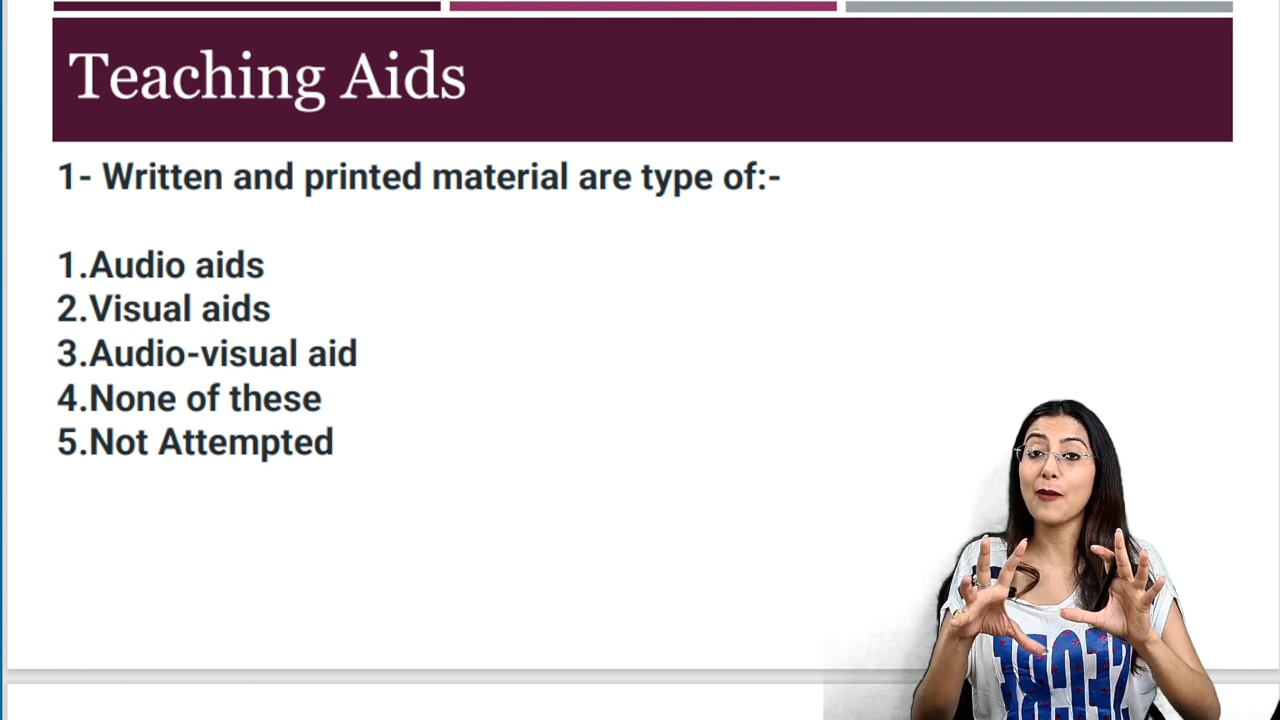 Teaching Aids
1- Written and printed material are type of:-
1.Audio aids
2.Visual aids
3.Audio-visual aid
4.None of these
5.Not Attempted